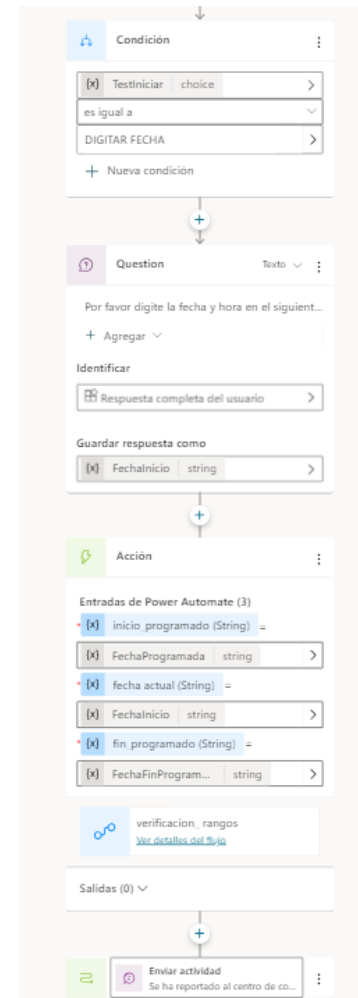 Condición
{x} TestIniciar choice
es igual a
DIGITAR FECHA
+ Nueva condición
Question Texto
Por favor digite la fecha y hora en el siguient...
+ Agregar
Identificar
Respuesta completa del usuario
Guardar respuesta como
{x} FechaInicio string
Acción
Entradas de Power Automate (3)
* {x} inicio_programado (String) =
{x} FechaProgramada string
* {x} fecha actual (String) =
{x} FechaInicio string
* {x} fin_programado (String) =
{x} FechaFinProgram... string
verificacion_rangos
Ver detalles del flujo
Salidas (0)
Enviar actividad
Se ha reportado al centro de co...